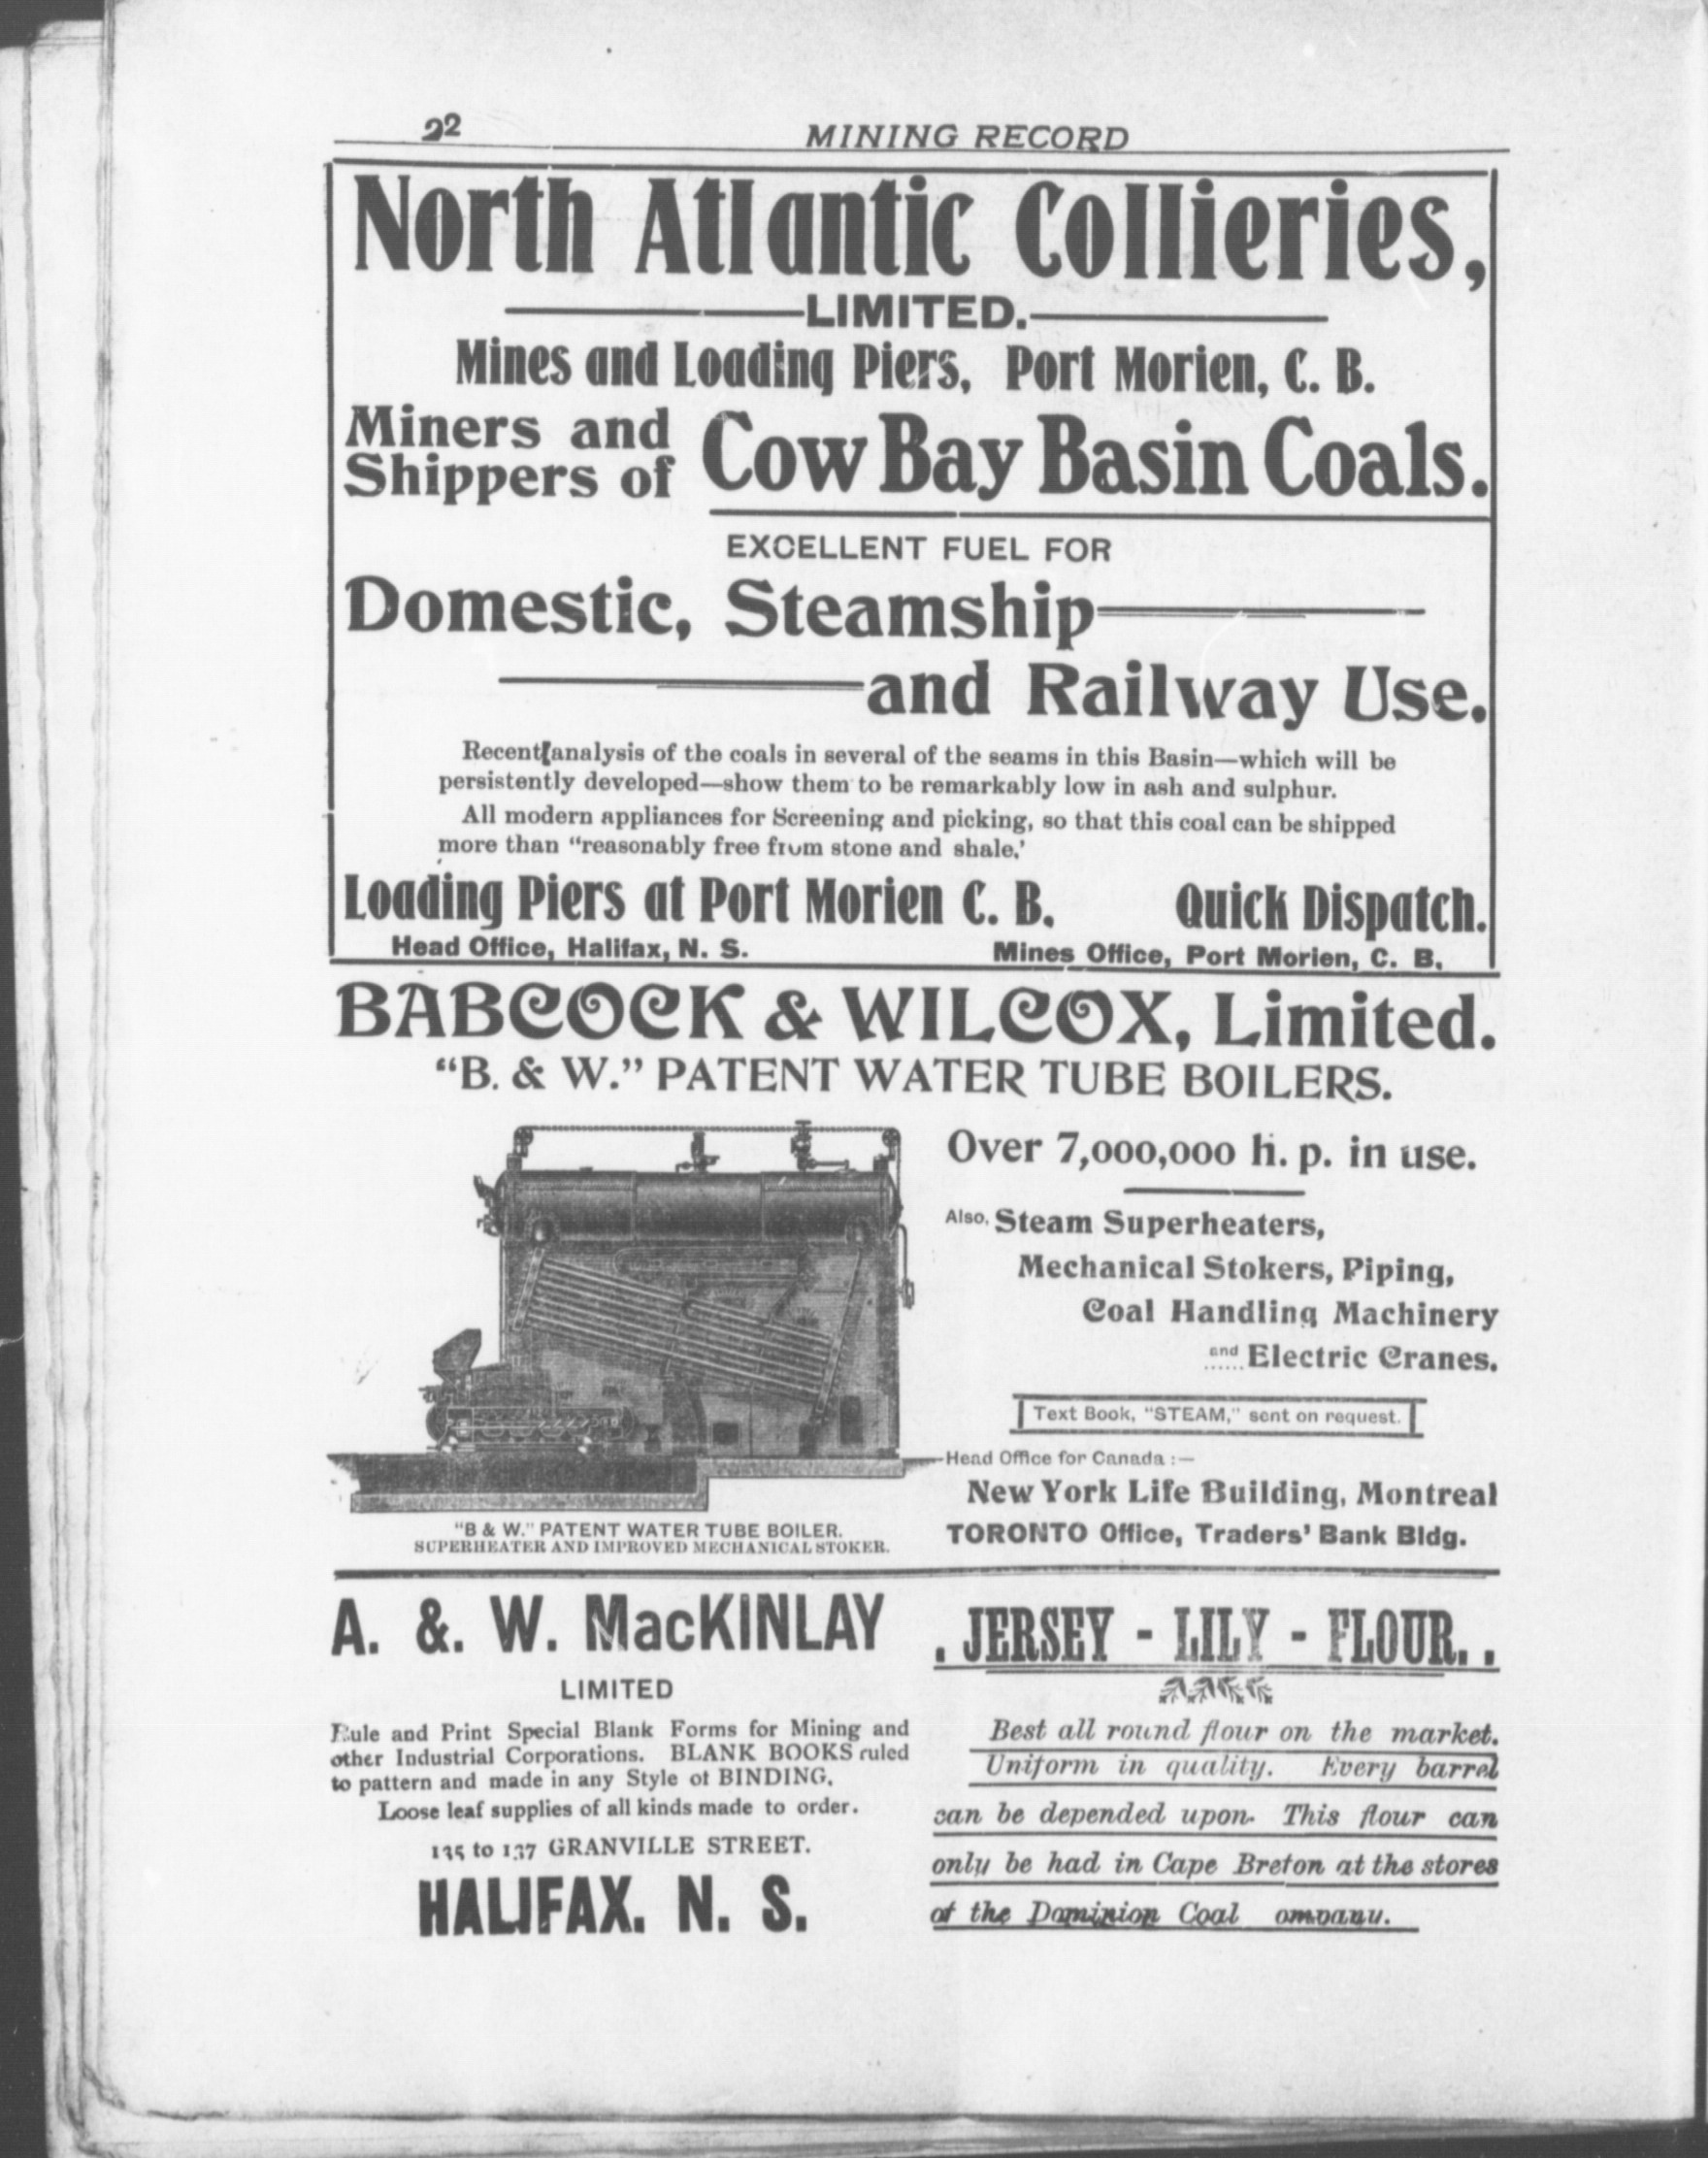 22
MINING RECORD
North Atlantic Collieries,
LIMITED.
Mines and Loading Piers, Port Morien, C. B.
Miners and
Shippers of
Cow Bay Basin Coals.
EXCELLENT FUEL FOR
Domestic, Steamship
and Railway Use.
Recent analysis of the coals in several of the seams in this Basin—which will be
persistently developed—show them to be remarkably low in ash and sulphur.
All modern appliances for Screening and picking, so that this coal can be shipped
more than “reasonably free from stone and shale.’
Loading Piers at Port Morien C. B. Quick Dispatch.
Head Office, Halifax, N. S. Mines Office, Port Morien, C. B.
BABCOCK & WILCOX, Limited.
“B. & W.” PATENT WATER TUBE BOILERS.
Over 7,000,000 h. p. in use.
Also, Steam Superheaters,
Mechanical Stokers, Piping,
Coal Handling Machinery
and Electric Cranes.
Text Book, “STEAM,” sent on request.
Head Office for Canada :—
New York Life Building, Montreal
TORONTO Office, Traders’ Bank Bldg.
“B & W.” PATENT WATER TUBE BOILER.
SUPERHEATER AND IMPROVED MECHANICAL STOKER.
A. &. W. MacKINLAY
LIMITED
Rule and Print Special Blank Forms for Mining and
other Industrial Corporations. BLANK BOOKS ruled
to pattern and made in any Style of BINDING.
Loose leaf supplies of all kinds made to order.
135 to 137 GRANVILLE STREET.
HALIFAX. N. S.
. JERSEY - LILY - FLOUR. .
Best all round flour on the market.
Uniform in quality. Every barrel
can be depended upon. This flour can
only be had in Cape Breton at the stores
of the Dominion Coal ompany.